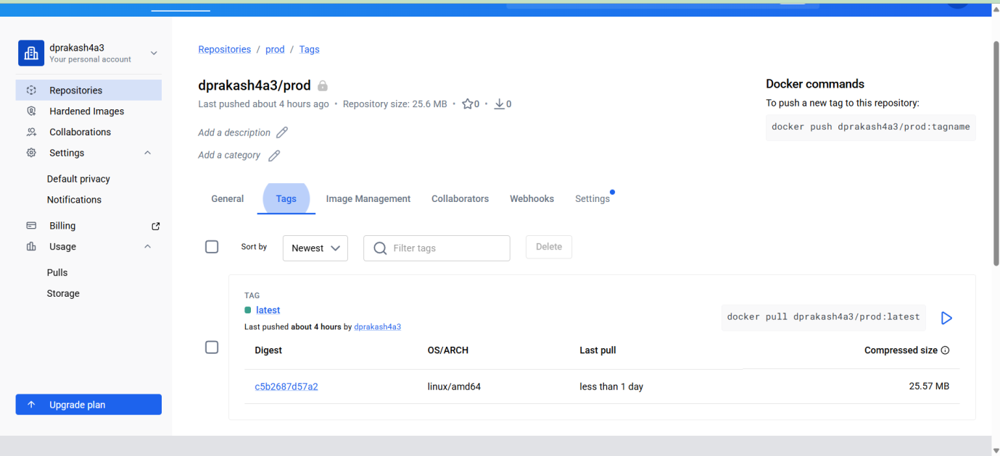 dprakash4a3
Your personal account
Repositories
Hardened Images
Collaborations
Settings
Default privacy
Notifications
Billing
Usage
Pulls
Storage
Upgrade plan
Repositories / prod / Tags
dprakash4a3/prod
Last pushed about 4 hours ago • Repository size: 25.6 MB • 0 • 0
Add a description
Add a category
Docker commands
To push a new tag to this repository:
docker push dprakash4a3/prod:tagname
General Tags Image Management Collaborators Webhooks Settings
Sort by Newest Filter tags Delete
TAG
latest
Last pushed about 4 hours by dprakash4a3
docker pull dprakash4a3/prod:latest
Digest OS/ARCH Last pull Compressed size
c5b2687d57a2 linux/amd64 less than 1 day 25.57 MB